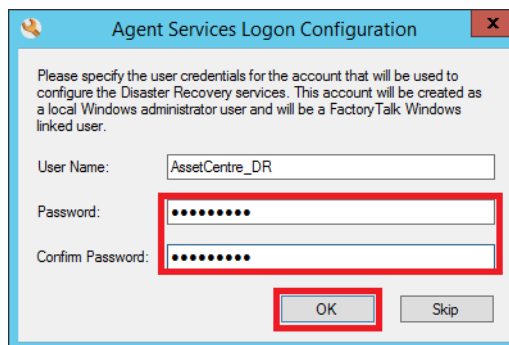 Agent Services Logon Configuration
x
Please specify the user credentials for the account that will be used to
configure the Disaster Recovery services. This account will be created as
a local Windows administrator user and will be a FactoryTalk Windows
linked user.
User Name: AssetCentre_DR
Password: •••••••••
Confirm Password: •••••••••
OK Skip